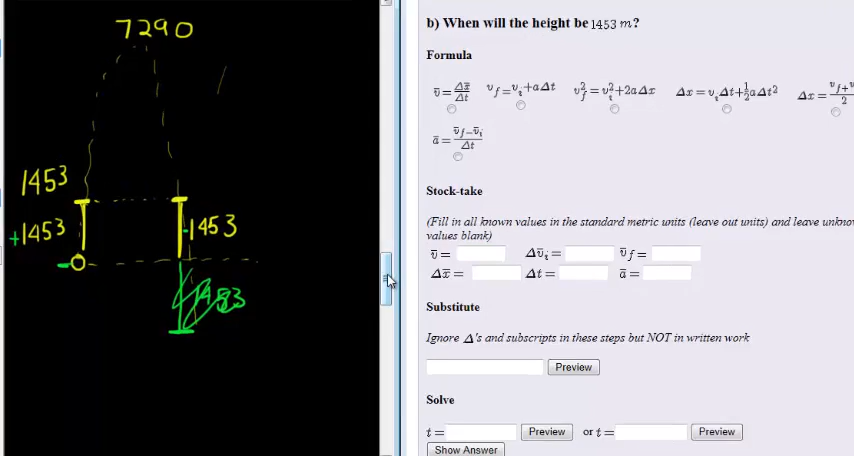 7290
1453
+1453
-1453
b) When will the height be 1453 m?
Formula
v̄ = Δx̄/Δt   v_f = v_i + aΔt   v_f² = v_i² + 2aΔx   Δx = v_iΔt + ½aΔt²   Δx = v_f + v/2
ā = v̄_f − v̄_i/Δt
Stock-take
(Fill in all known values in the standard metric units (leave out units) and leave unknow
values blank)
v̄ =   Δv̄_i =   v̄_f =
Δx̄ =   Δt =   ā =
Substitute
Ignore Δ's and subscripts in these steps but NOT in written work
Preview
Solve
t =   Preview   or t =   Preview
Show Answer